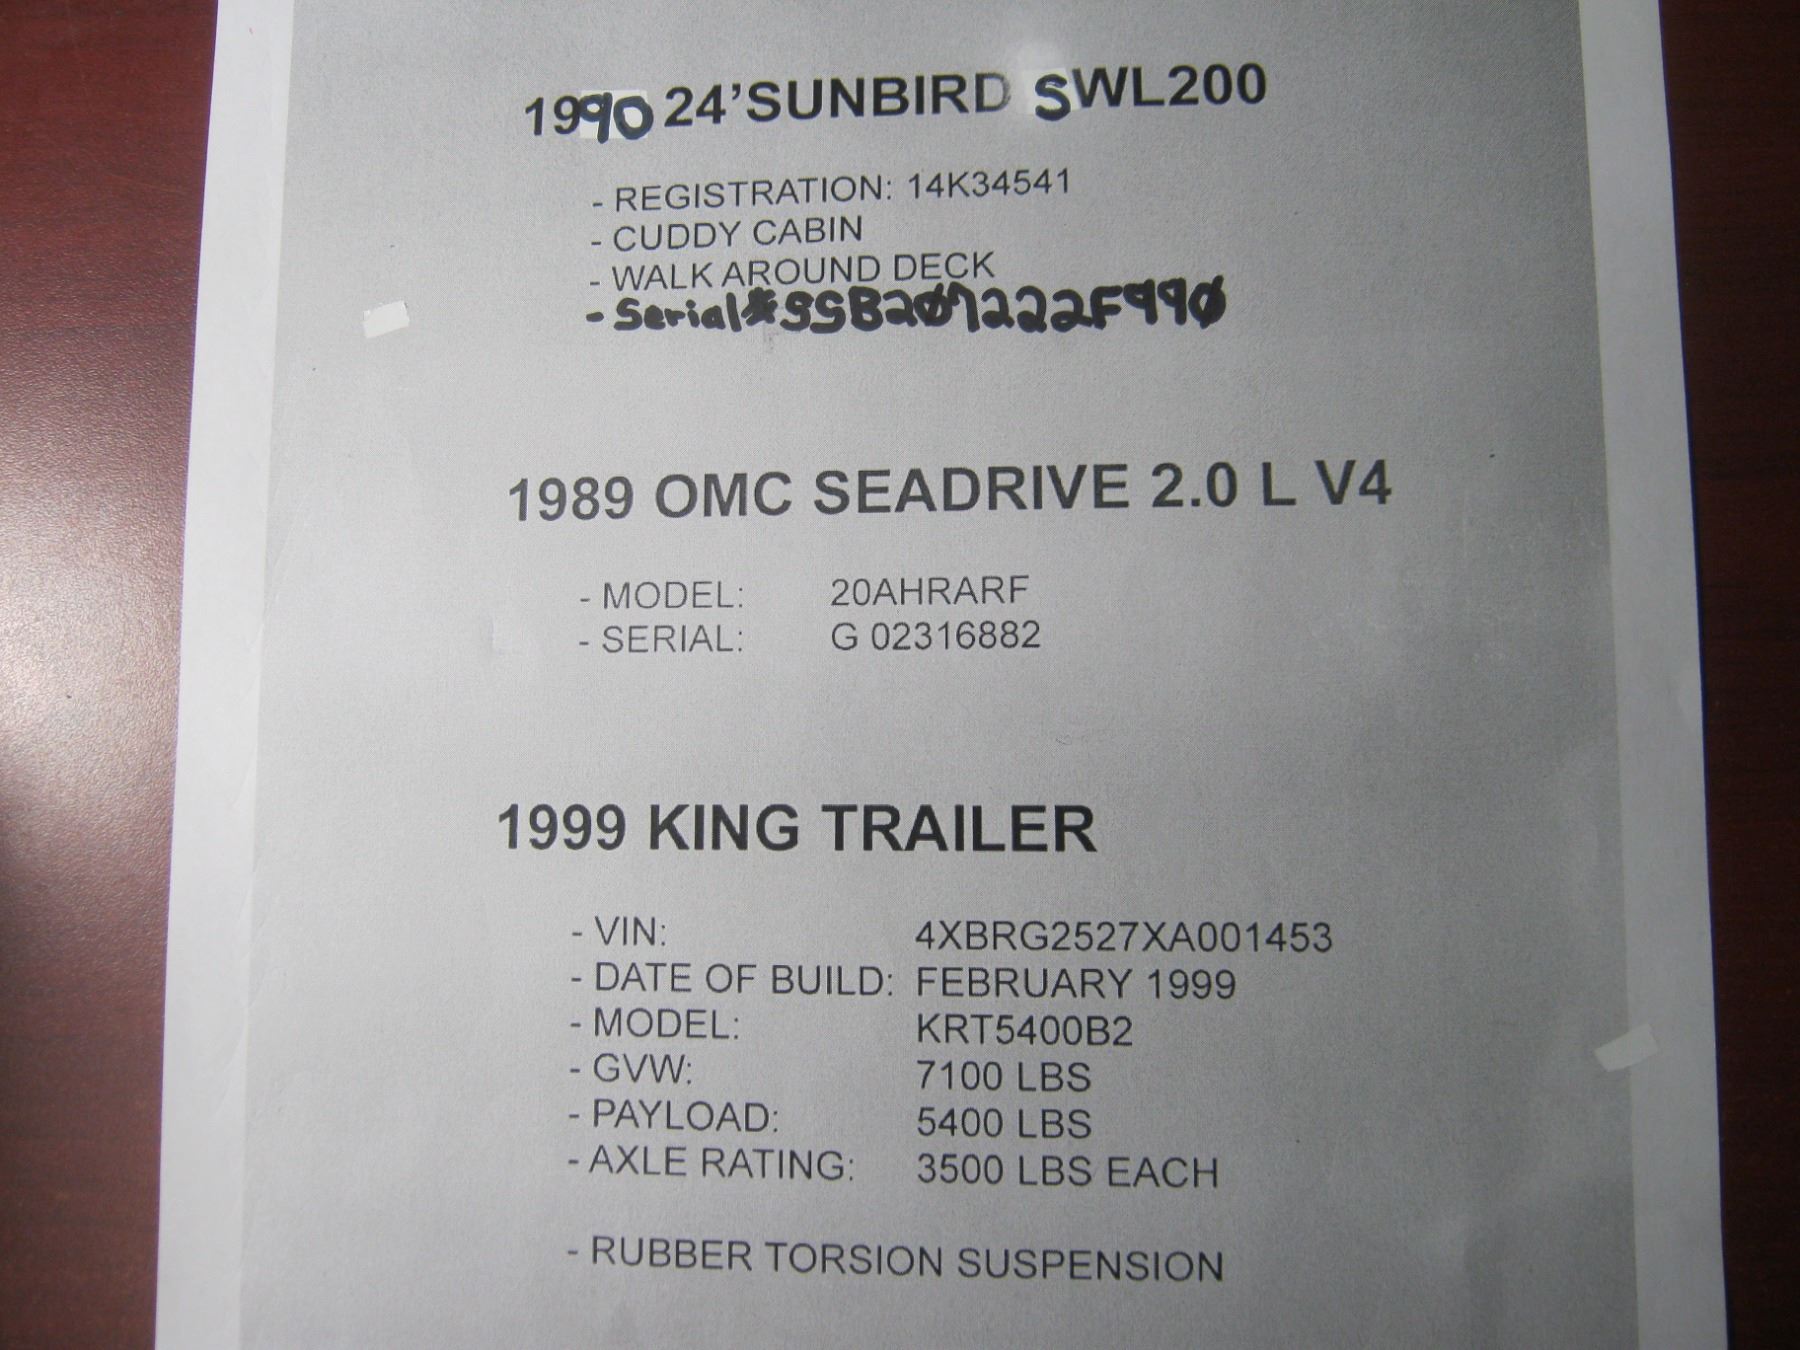 1990 24'SUNBIRD SWL200
- REGISTRATION: 14K34541
- CUDDY CABIN
- WALK AROUND DECK
- Serial# SSB207222F990
1989 OMC SEADRIVE 2.0 L V4
- MODEL: 20AHRARF
- SERIAL: G 02316882
1999 KING TRAILER
- VIN: 4XBRG2527XA001453
- DATE OF BUILD: FEBRUARY 1999
- MODEL: KRT5400B2
- GVW: 7100 LBS
- PAYLOAD: 5400 LBS
- AXLE RATING: 3500 LBS EACH
- RUBBER TORSION SUSPENSION